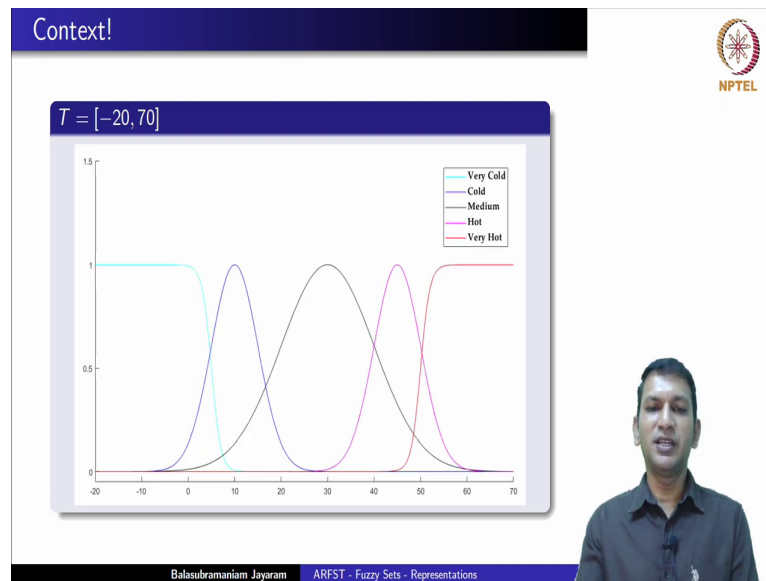 Context!
NPTEL
T = [−20, 70]
1.5
1
0.5
0
-20 -10 0 10 20 30 40 50 60 70
Very Cold
Cold
Medium
Hot
Very Hot
Balasubramaniam Jayaram ARFST - Fuzzy Sets - Representations